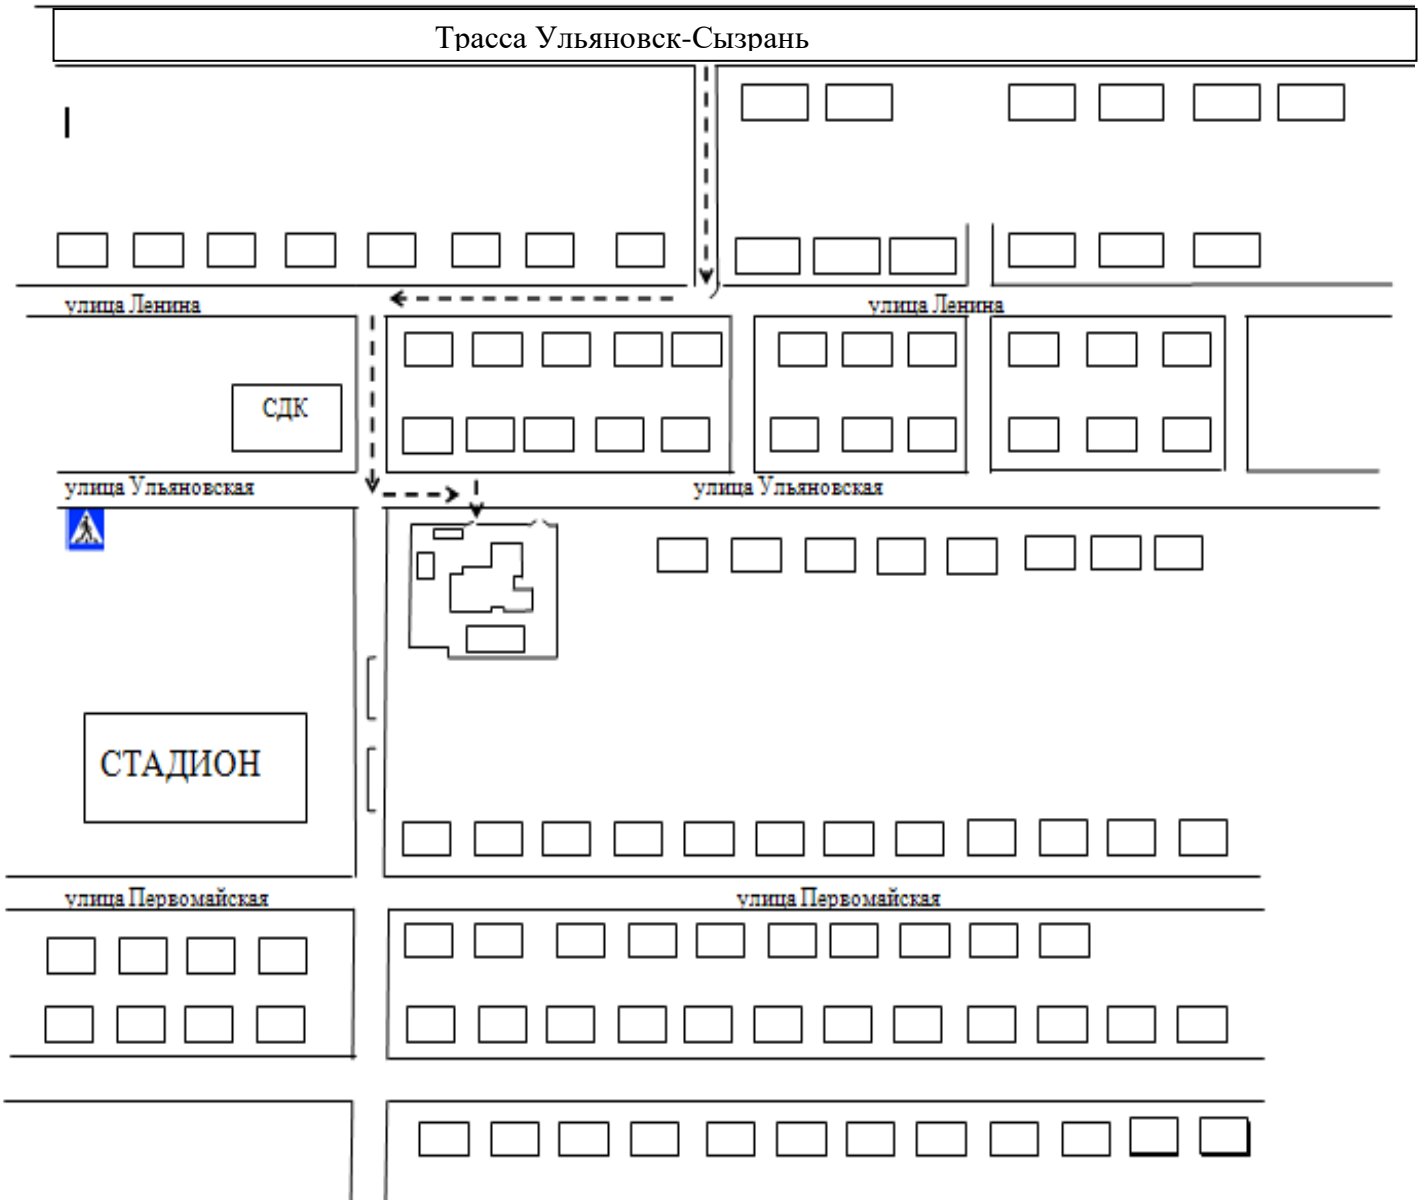 Трасса Ульяновск-Сызрань
улица Ленина
улица Ленина
СДК
улица Ульяновская
улица Ульяновская
СТАДИОН
улица Первомайская
улица Первомайская